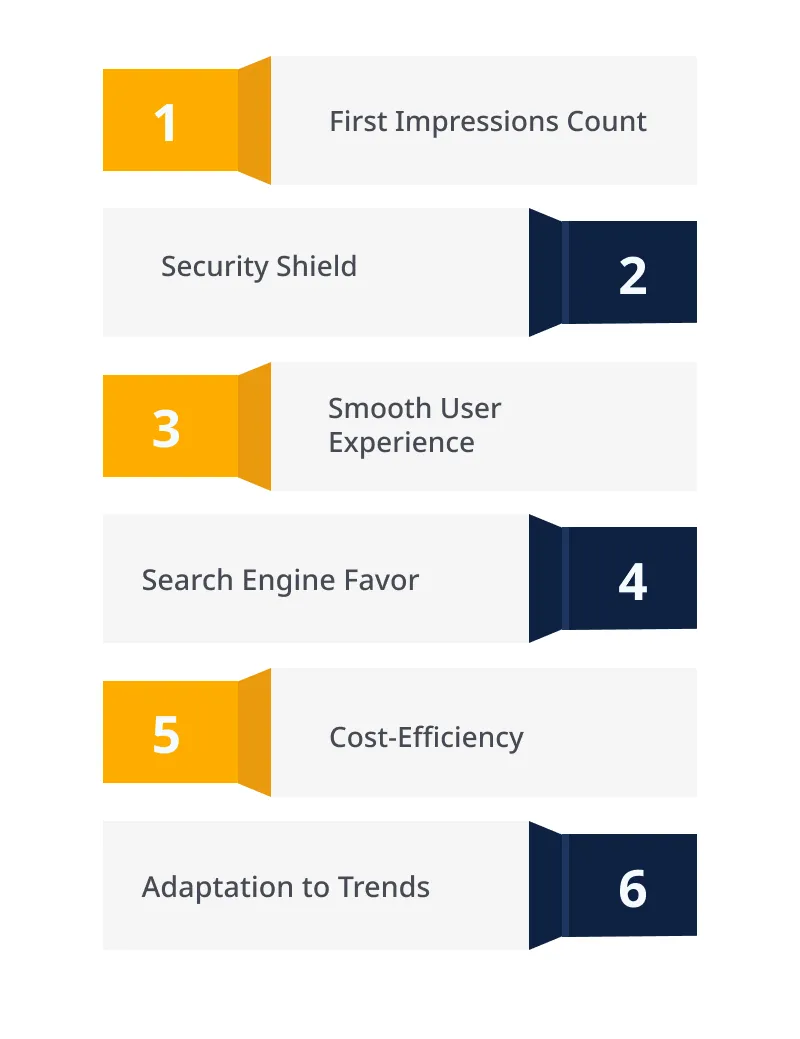 1
First Impressions Count
Security Shield
2
3
Smooth User
Experience
Search Engine Favor
4
5
Cost-Efficiency
Adaptation to Trends
6